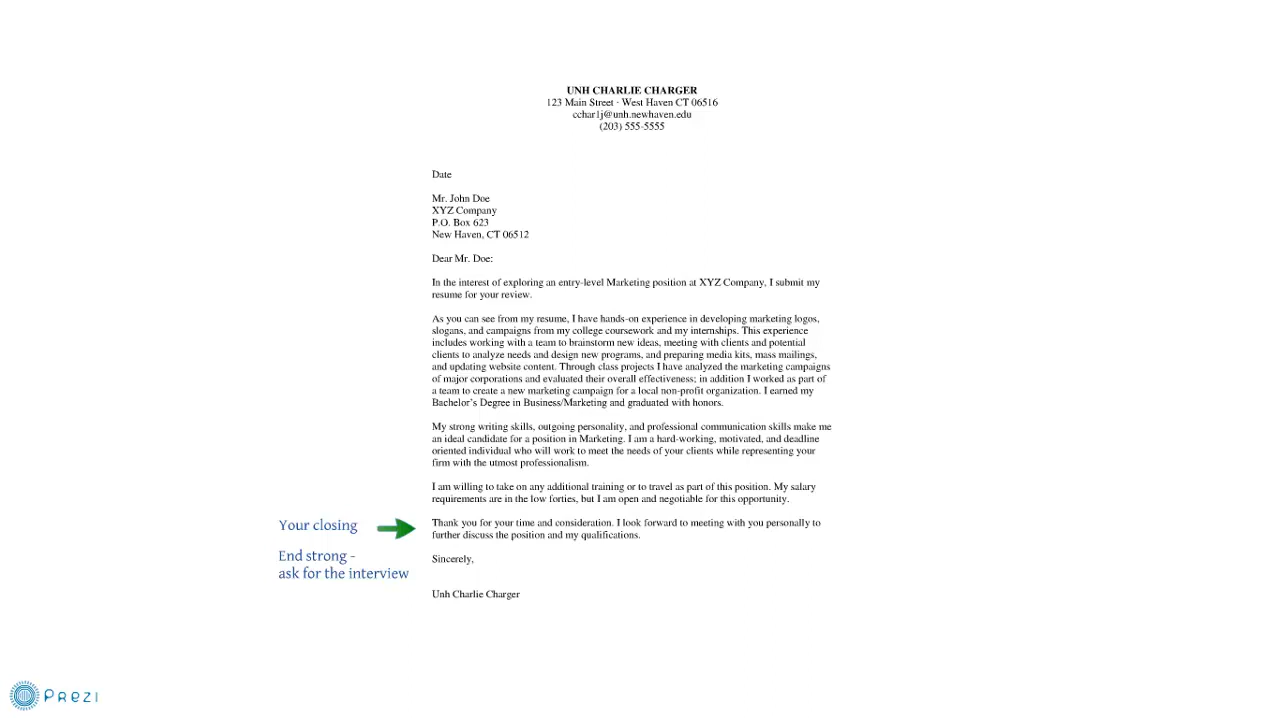 UNH CHARLIE CHARGER
123 Main Street · West Haven CT 06516
cchar1j@unh.newhaven.edu
(203) 555-5555
Date
Mr. John Doe
XYZ Company
P.O. Box 623
New Haven, CT 06512
Dear Mr. Doe:
In the interest of exploring an entry-level Marketing position at XYZ Company, I submit my
resume for your review.
As you can see from my resume, I have hands-on experience in developing marketing logos,
slogans, and campaigns from my college coursework and my internships. This experience
includes working with a team to brainstorm new ideas, meeting with clients and potential
clients to analyze needs and design new programs, and preparing media kits, mass mailings,
and updating website content. Through class projects I have analyzed the marketing campaigns
of major corporations and evaluated their overall effectiveness; in addition I worked as part of
a team to create a new marketing campaign for a local non-profit organization. I earned my
Bachelor's Degree in Business/Marketing and graduated with honors.
My strong writing skills, outgoing personality, and professional communication skills make me
an ideal candidate for a position in Marketing. I am a hard-working, motivated, and deadline
oriented individual who will work to meet the needs of your clients while representing your
firm with the utmost professionalism.
I am willing to take on any additional training or to travel as part of this position. My salary
requirements are in the low forties, but I am open and negotiable for this opportunity.
Your closing
End strong -
ask for the interview
Thank you for your time and consideration. I look forward to meeting with you personally to
further discuss the position and my qualifications.
Sincerely,
Unh Charlie Charger
Prezi